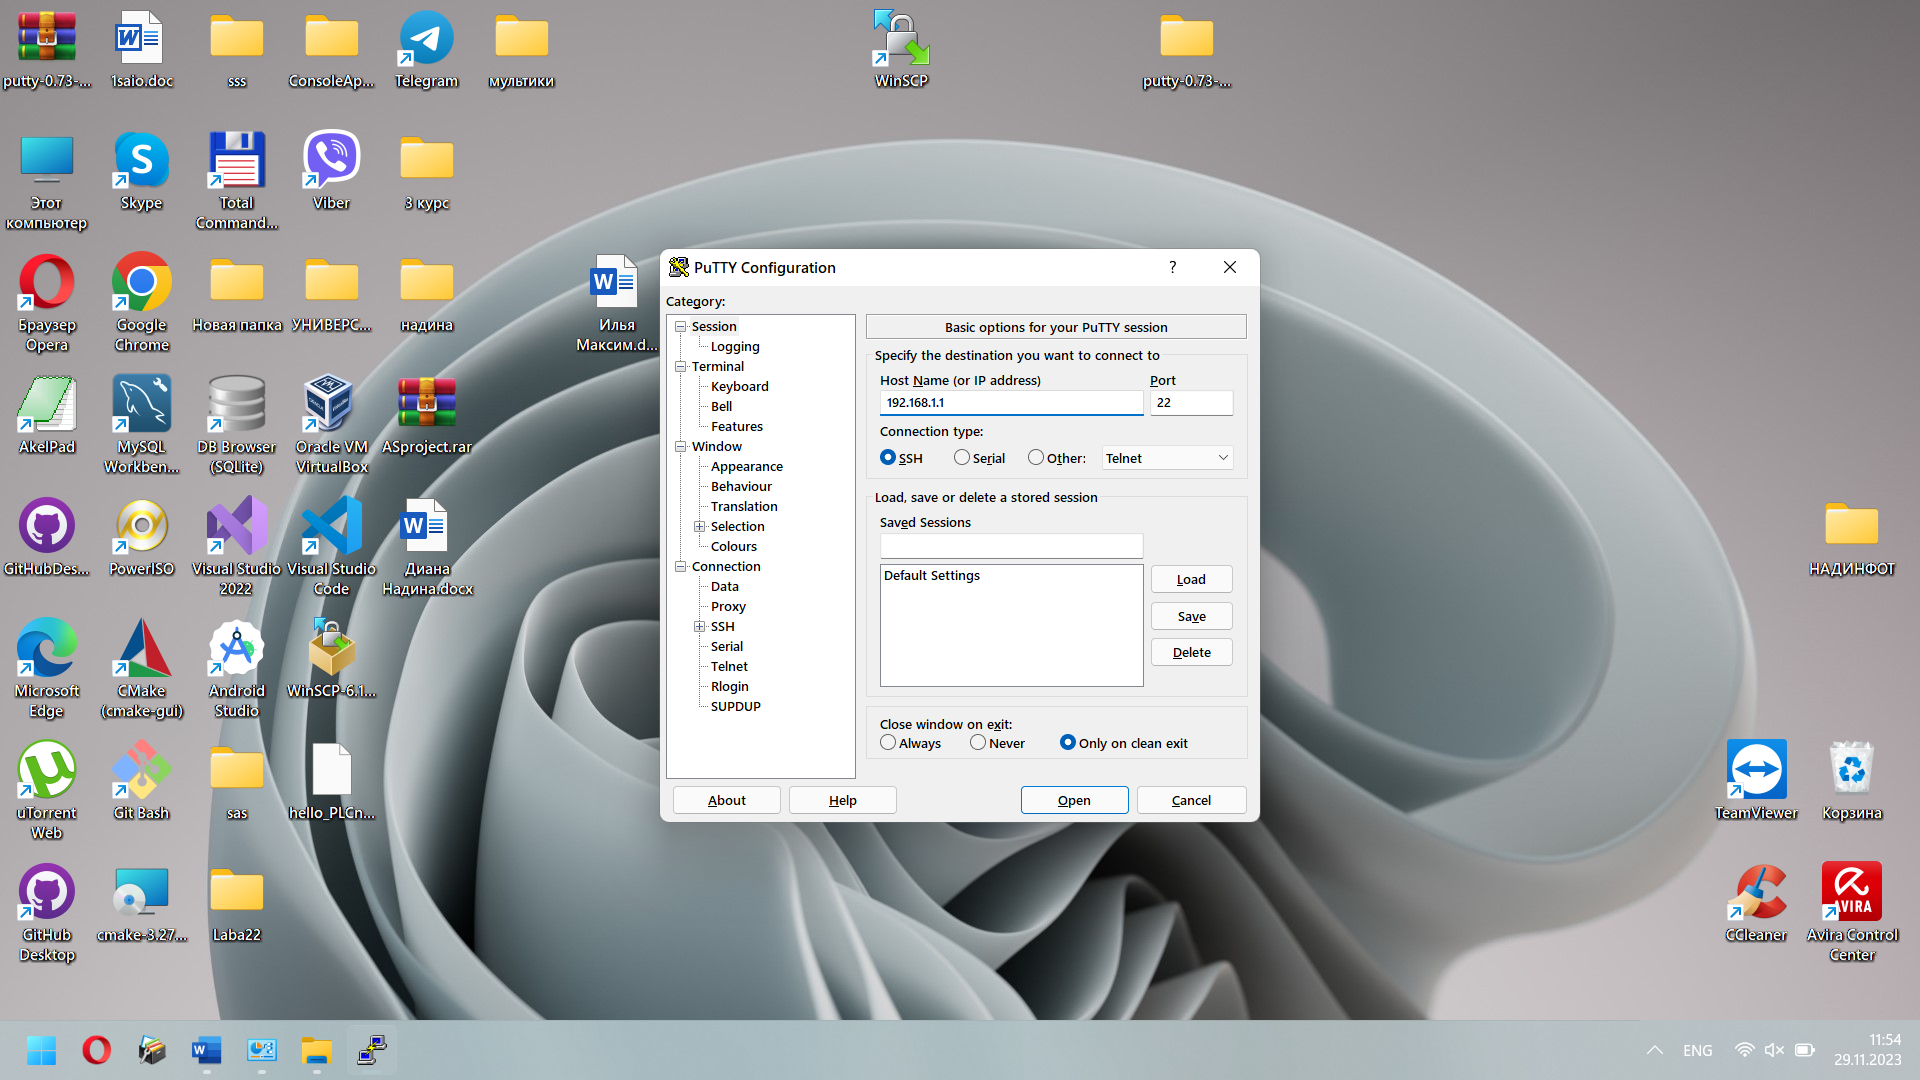 putty-0.73-...
1saio.doc
sss
ConsoleAp...
Telegram
мультики
WinSCP
putty-0.73-...
Этот
компьютер
Skype
Total
Command...
Viber
3 курс
Браузер
Opera
Google
Chrome
Новая папка
УНИВЕРС...
надина
Илья
Максим.d...
AkelPad
MySQL
Workben...
DB Browser
(SQLite)
Oracle VM
VirtualBox
ASproject.rar
GitHubDes...
PowerISO
Visual Studio
2022
Visual Studio
Code
Диана
Надина.docx
НАДИНФОТ
Microsoft
Edge
CMake
(cmake-gui)
Android
Studio
WinSCP-6.1...
uTorrent
Web
Git Bash
sas
hello_PLCn...
TeamViewer
Корзина
GitHub
Desktop
cmake-3.27...
Laba22
CCleaner
AVIRA
Avira Control
Center
PuTTY Configuration
?
Category:
Session
Logging
Terminal
Keyboard
Bell
Features
Window
Appearance
Behaviour
Translation
Selection
Colours
Connection
Data
Proxy
SSH
Serial
Telnet
Rlogin
SUPDUP
Basic options for your PuTTY session
Specify the destination you want to connect to
Host Name (or IP address)
Port
192.168.1.1
22
Connection type:
SSH
Serial
Other:
Telnet
Load, save or delete a stored session
Saved Sessions
Default Settings
Load
Save
Delete
Close window on exit:
Always
Never
Only on clean exit
About
Help
Open
Cancel
ENG
11:54
29.11.2023